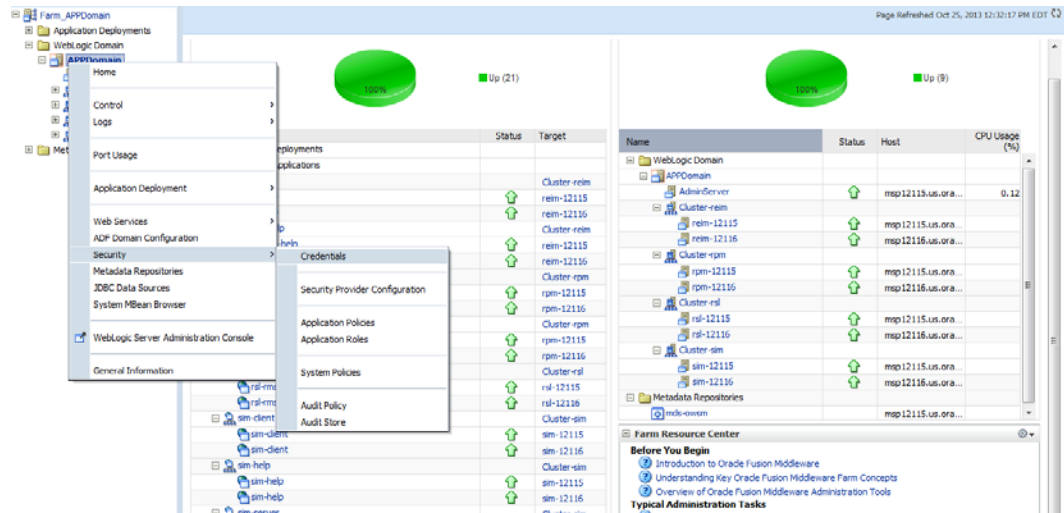 Farm_APPDomain
Page Refreshed Oct 25, 2013 12:32:17 PM EDT
Application Deployments
WebLogic Domain
APPDomain
Home
Control
Logs
Port Usage
Application Deployment
Web Services
ADF Domain Configuration
Security
Metadata Repositories
JDBC Data Sources
System MBean Browser
WebLogic Server Administration Console
General Information
Credentials
Security Provider Configuration
Application Policies
Application Roles
System Policies
Audit Policy
Audit Store
Met
100%
Up (21)
Status Target
eployments
pplications
Cluster-reim
reim-12115
reim-12116
lp Cluster-reim
-help reim-12115
reim-12116
Cluster-rpm
rpm-12115
rpm-12116
Cluster-rpm
rpm-12115
rpm-12116
Cluster-rsl
rsl-rms rsl-12115
rsl-rms rsl-12116
sim-client Cluster-sim
sim-client sim-12115
sim-client sim-12116
sim-help Cluster-sim
sim-help sim-12115
sim-help sim-12116
sim-server Cluster-sim
100%
Up (9)
Name Status Host CPU Usage (%)
WebLogic Domain
APPDomain
AdminServer msp12115.us.ora... 0.12
Cluster-reim
reim-12115 msp12115.us.ora...
reim-12116 msp12116.us.ora...
Cluster-rpm
rpm-12115 msp12115.us.ora...
rpm-12116 msp12116.us.ora...
Cluster-rsl
rsl-12115 msp12115.us.ora...
rsl-12116 msp12116.us.ora...
Cluster-sim
sim-12115 msp12115.us.ora...
sim-12116 msp12116.us.ora...
Metadata Repositories
mds-owsm msp12115.us.ora...
Farm Resource Center
Before You Begin
Introduction to Oracle Fusion Middleware
Understanding Key Oracle Fusion Middleware Farm Concepts
Overview of Oracle Fusion Middleware Administration Tools
Typical Administration Tasks